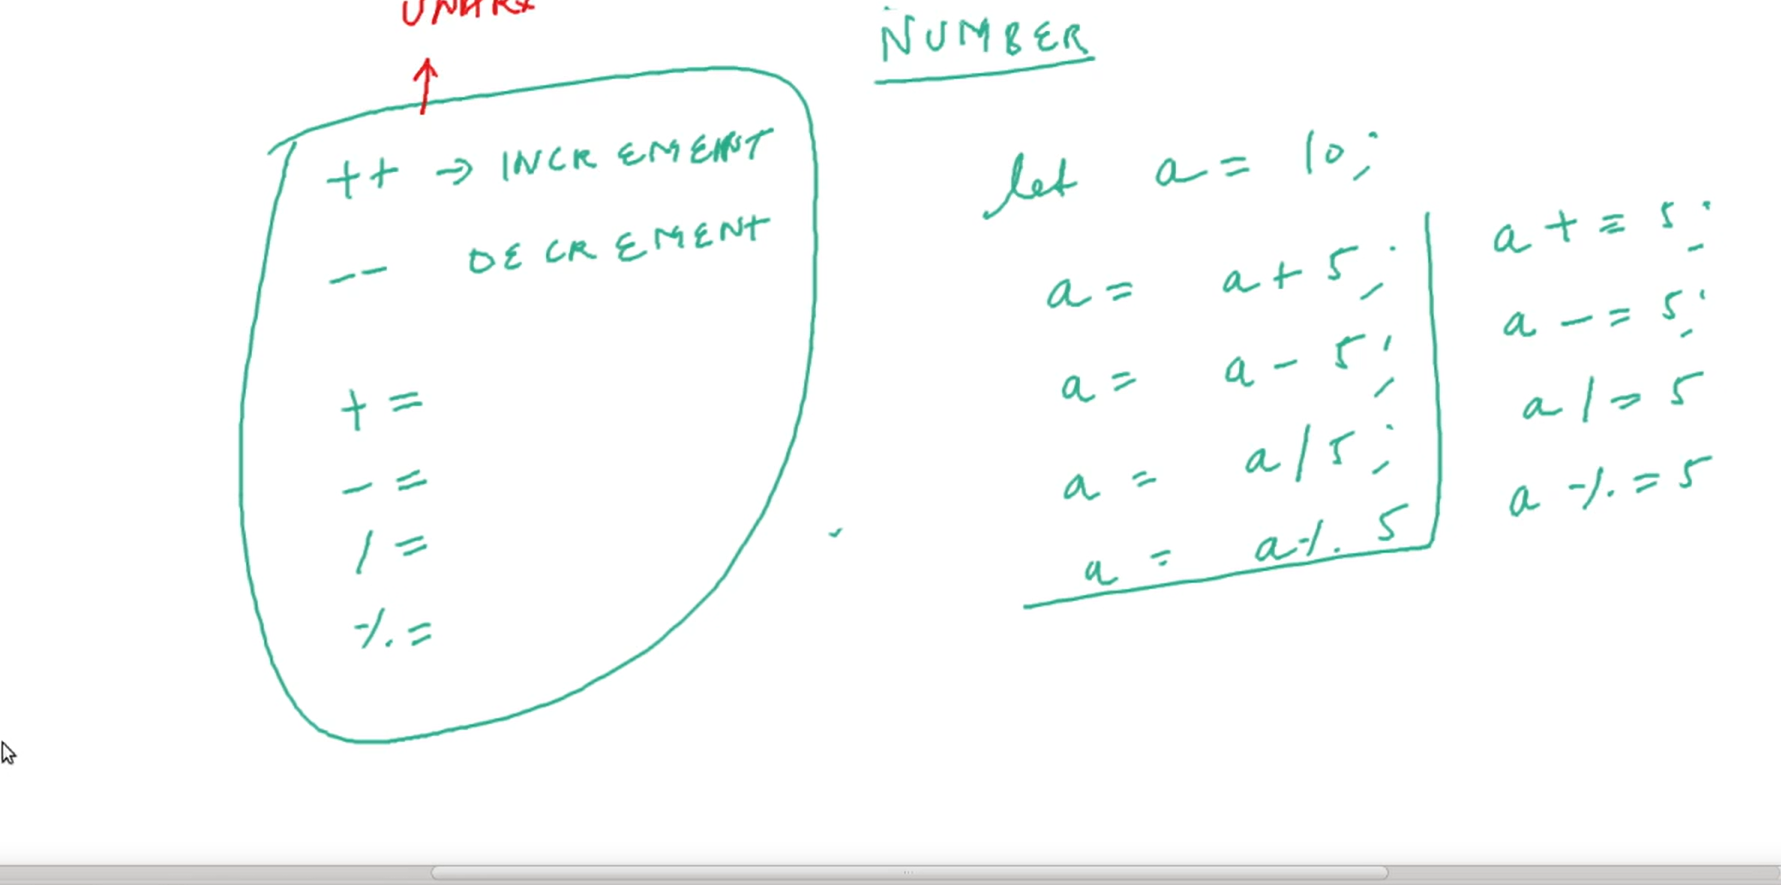 UNARY
NUMBER
++ → INCREMENT
-- DECREMENT
+=
-=
/=
%=
let a = 10;
a = a + 5;
a = a - 5;
a = a / 5;
a = a % 5
a += 5;
a -= 5;
a /= 5
a %= 5